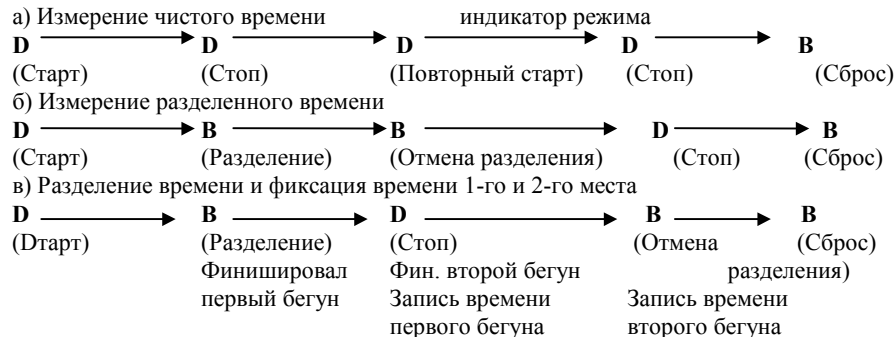 а) Измерение чистого времени индикатор режима
D D D D B
(Старт) (Стоп) (Повторный старт) (Стоп) (Сброс)
б) Измерение разделенного времени
D B B D B
(Старт) (Разделение) (Отмена разделения) (Стоп) (Сброс)
в) Разделение времени и фиксация времени 1-го и 2-го места
D B D B B
(Dтарт) (Разделение) (Стоп) (Отмена (Сброс)
Финишировал Фин. второй бегун разделения)
первый бегун Запись времени Запись времени
первого бегуна второго бегуна